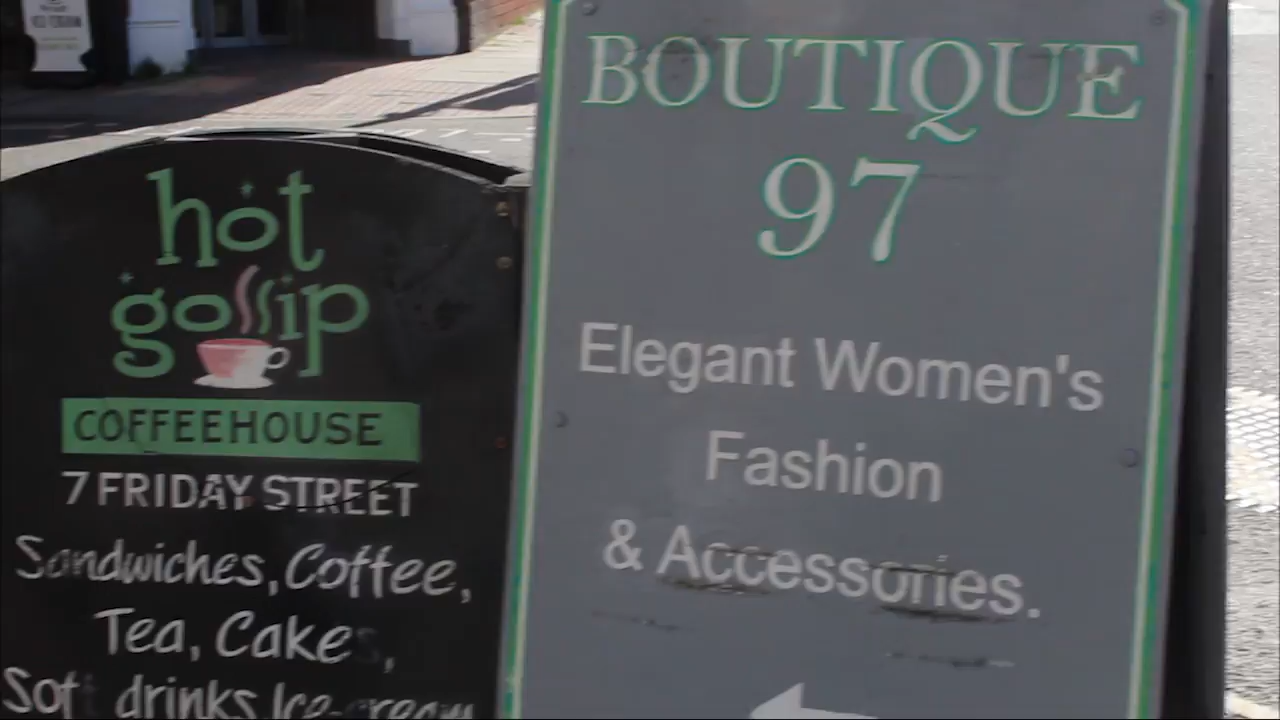 hot
gossip
COFFEEHOUSE
7 FRIDAY STREET
Sandwiches, Coffee,
Tea, Cakes,
Soft drinks Ice-cream
BOUTIQUE
97
Elegant Women's
Fashion
& Accessories.